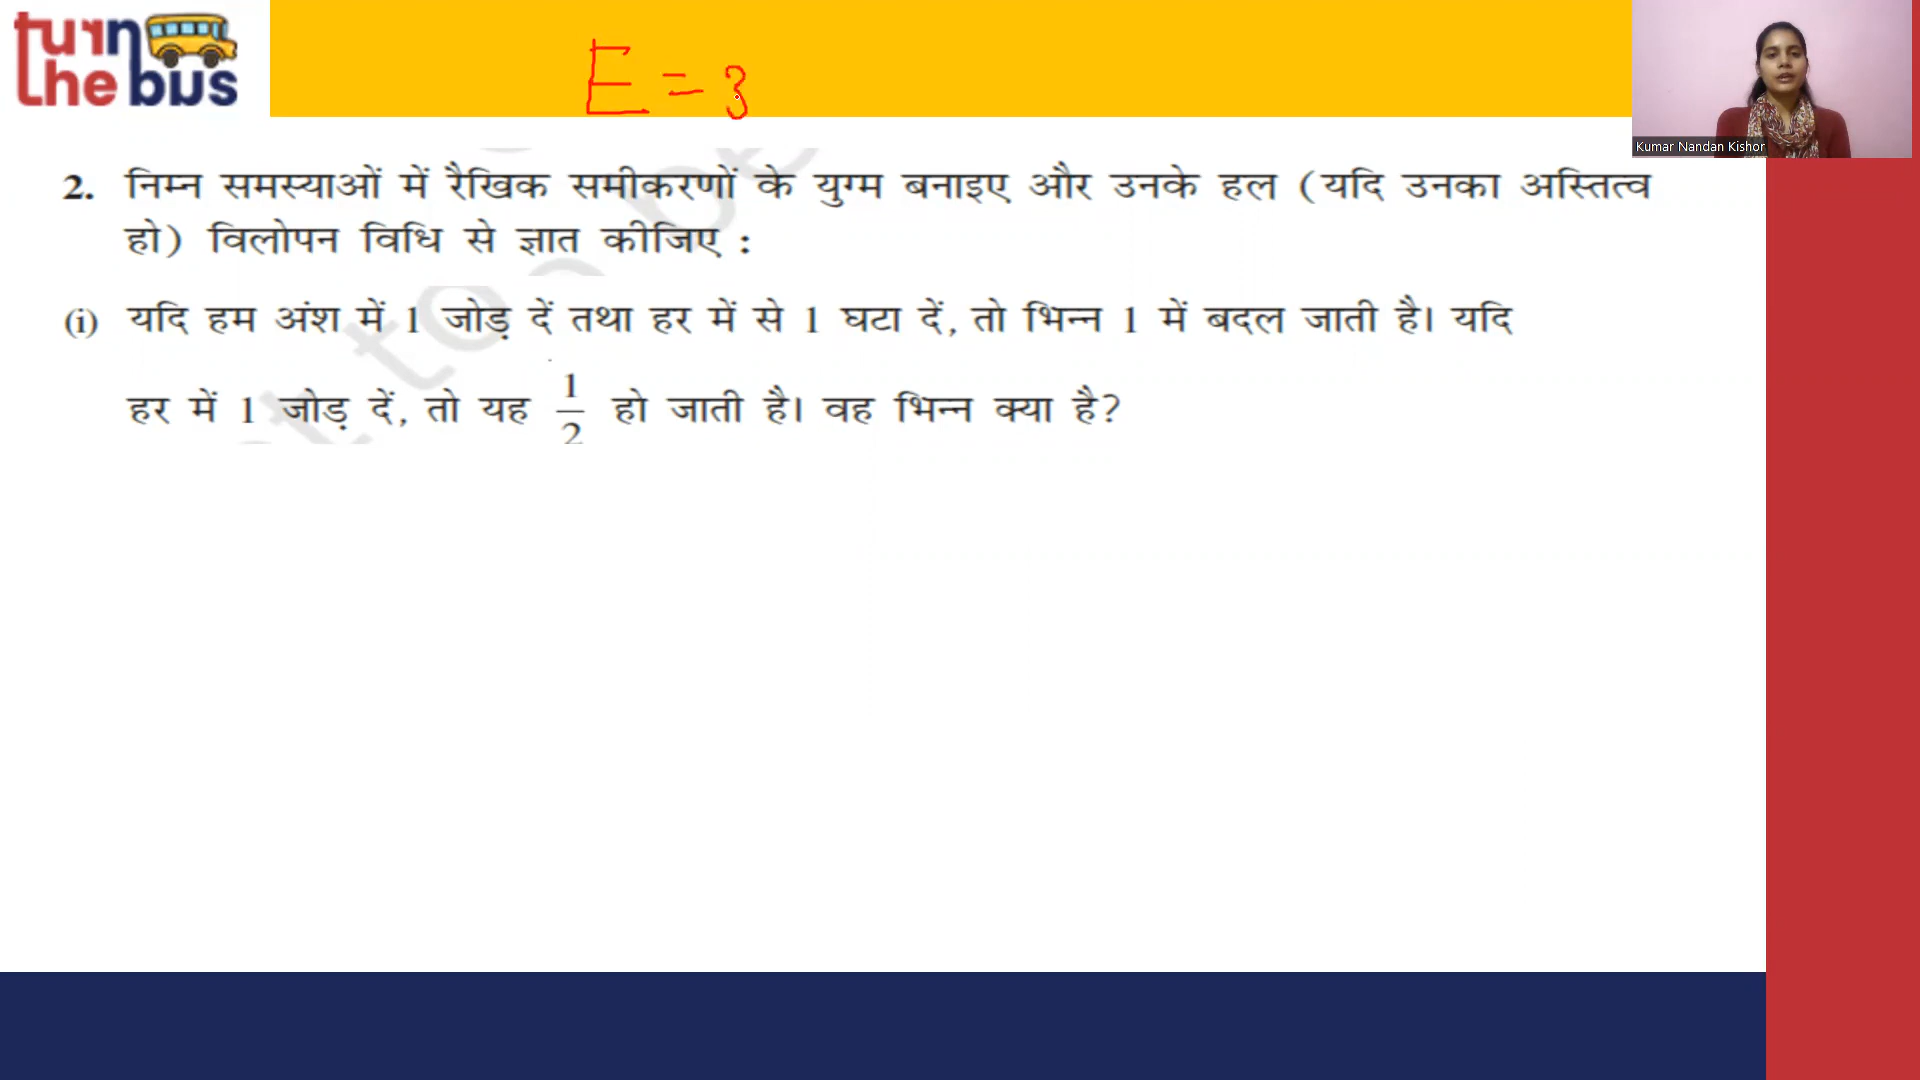 turn
the bus
E = 3
Kumar Nandan Kishor
2. निम्न समस्याओं में रैखिक समीकरणों के युग्म बनाइए और उनके हल (यदि उनका अस्तित्व
हो) विलोपन विधि से ज्ञात कीजिए :
(i) यदि हम अंश में 1 जोड़ दें तथा हर में से 1 घटा दें, तो भिन्न 1 में बदल जाती है। यदि
हर में 1 जोड़ दें, तो यह 1/2 हो जाती है। वह भिन्न क्या है?